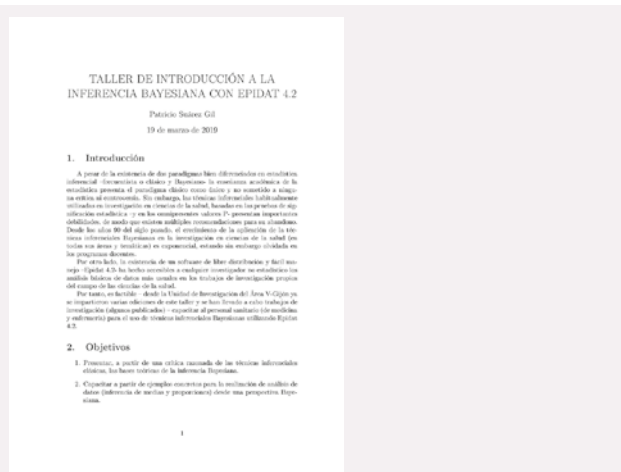 TALLER DE INTRODUCCIÓN A LA
INFERENCIA BAYESIANA CON EPIDAT 4.2
Patricio Suárez Gil
19 de marzo de 2019
1. Introducción
A pesar de la existencia de dos paradigmas bien diferenciados en estadística
inferencial -frecuentista o clásico y Bayesiano- la enseñanza académica de la
estadística presenta el paradigma clásico como único y no sometido a ningu-
na crítica ni controversia. Sin embargo, las técnicas inferenciales habitualmente
utilizadas en investigación en ciencias de la salud, basadas en las pruebas de sig-
nificación estadística -y en los omnipresentes valores P- presentan importantes
debilidades, de modo que existen múltiples recomendaciones para su abandono.
Desde los años 90 del siglo pasado, el crecimiento de la aplicación de la téc-
nicas inferenciales Bayesianas en la investigación en ciencias de la salud (en
todas sus áreas y temáticas) es exponencial, estando sin embargo olvidada en
los programas docentes.
Por otro lado, la existencia de un software de libre distribución y fácil ma-
nejo -Epidat 4.2- ha hecho accesibles a cualquier investigador no estadístico los
análisis básicos de datos más usados en los trabajos de investigación propios
del campo de las ciencias de la salud.
Por tanto, es factible - desde la Unidad de Investigación del Área V-Gijón ya
se impartieron varias ediciones de este taller y se han llevado a cabo trabajos de
investigación (algunos publicados) - capacitar al personal sanitario (de medicina
y enfermería) para el uso de técnicas inferenciales Bayesianas utilizando Epidat
4.2.
2. Objetivos
1. Presentar, a partir de una crítica razonada de las técnicas inferenciales
clásicas, las bases teóricas de la inferencia Bayesiana.
2. Capacitar a partir de ejemplos concretos para la realización de análisis de
datos (inferencia de medias y proporciones) desde una perspectiva Baye-
siana.
1